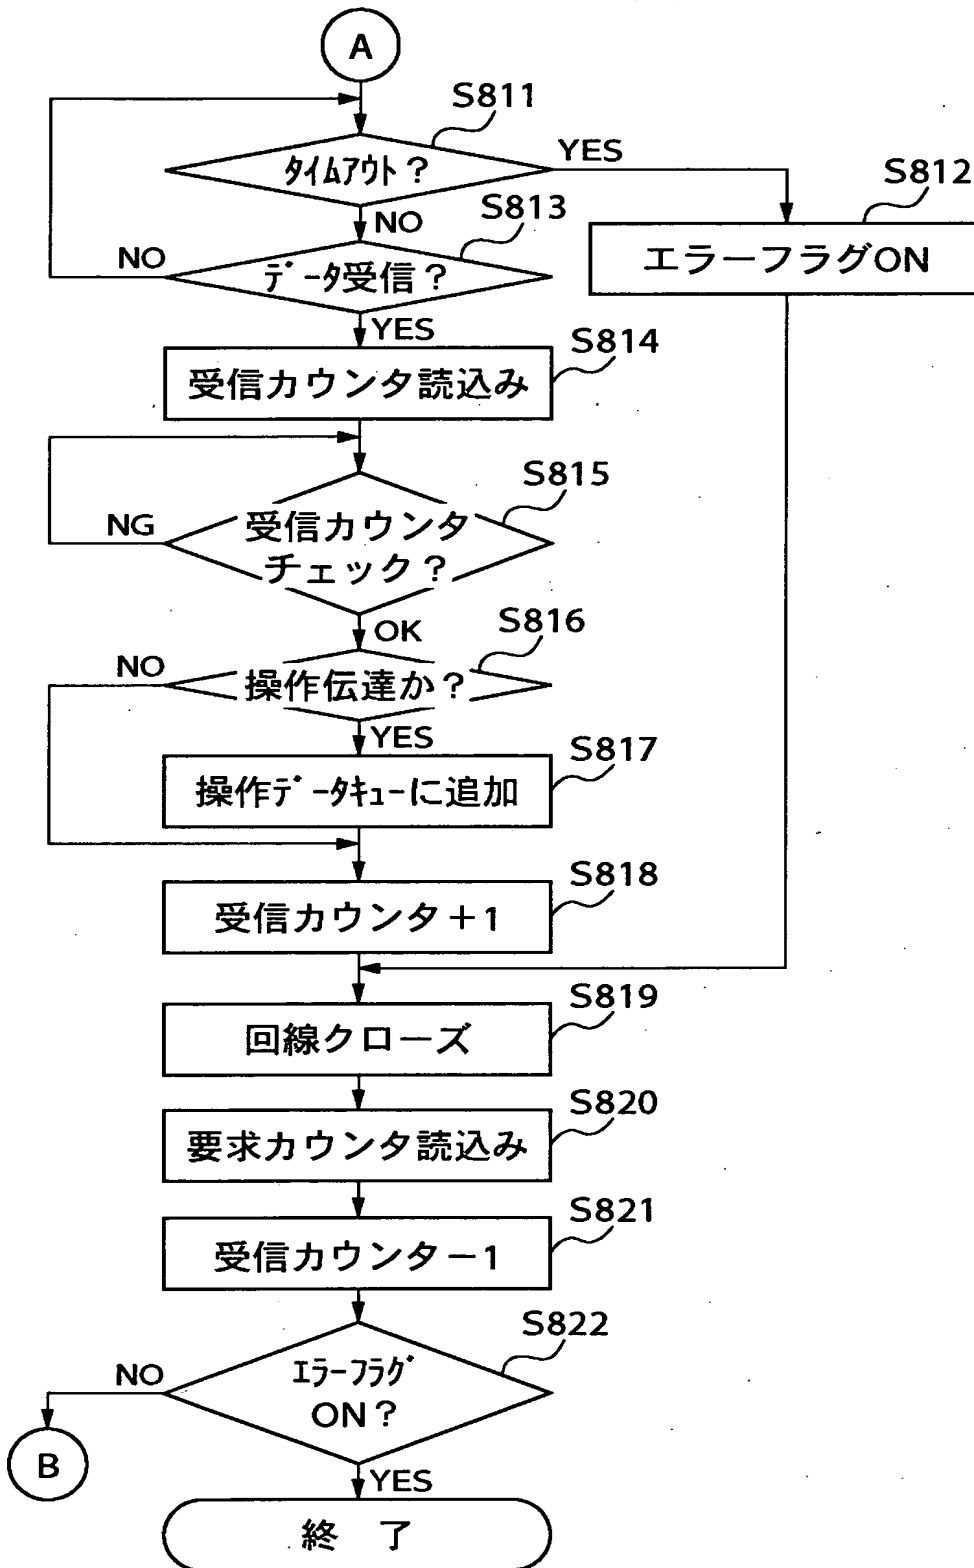 A
S811
タイムアウト?
YES
S812
エラーフラグON
NO
S813
データ受信?
NO
YES
S814
受信カウンタ読込み
S815
受信カウンタ
チェック?
NG
OK
S816
操作伝達か?
NO
YES
S817
操作データキューに追加
S818
受信カウンタ+1
S819
回線クローズ
S820
要求カウンタ読込み
S821
受信カウンター1
S822
エラーフラグ
ON?
NO
B
YES
終 了